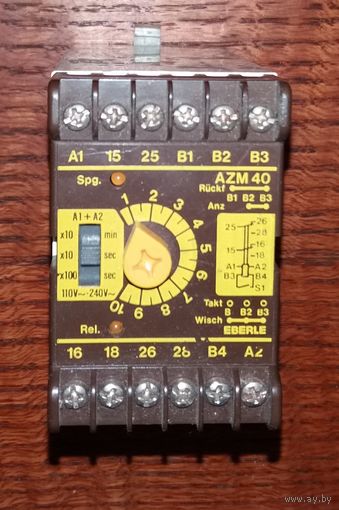 A1 15 25 B1 B2 B3
Spg. AZM 40
Rückf
B1 B2 B3
Anz
A1 + A2
x10 min
x10 sec
x100 sec
110V~·240V~
1 2 3 4 5 6 7 8 9 10
26
25 28
16
15 18
A1 A2
B3 B4
S1
Takt
B B2 B3
Wisch
Rel. EBERLE
16 18 26 28 B4 A2
www.ay.by